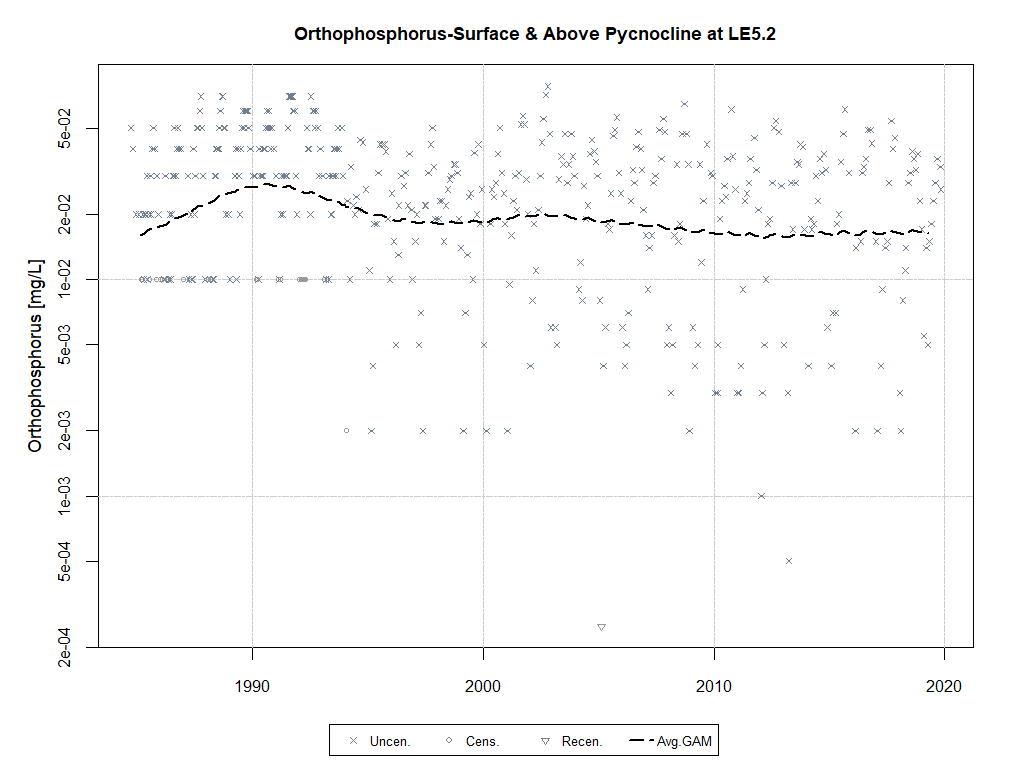 Orthophosphorus-Surface & Above Pycnocline at LE5.2
Orthophosphorus [mg/L]
5e-02
2e-02
1e-02
5e-03
2e-03
1e-03
5e-04
2e-04
1990 2000 2010 2020
Uncen. Cens. Recen. Avg.GAM